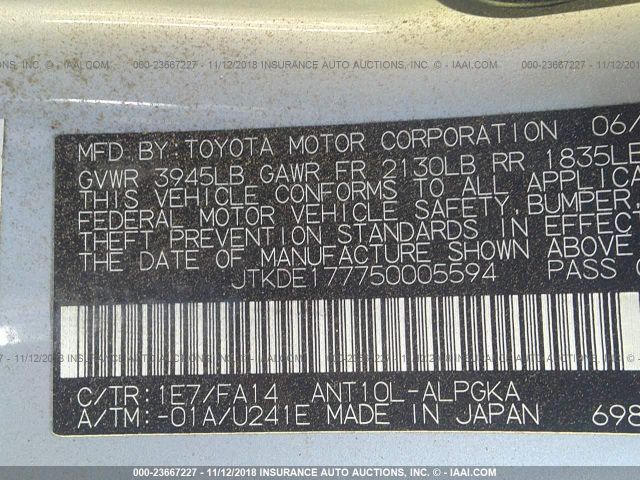 000-23667227 - 11/12/2018 INSURANCE AUTO AUCTIONS, INC. - IAAI.COM
MFD BY: TOYOTA MOTOR CORPORATION 06/
GVWR 3945LB GAWR FR 2130LB RR 1835LB
THIS VEHICLE CONFORMS TO ALL APPLICA
FEDERAL MOTOR VEHICLE SAFETY, BUMPER,
THEFT PREVENTION STANDARDS IN EFFEC
THE DATE OF MANUFACTURE SHOWN ABOVE
JTKDE177750005594 PASS
C/TR: 1E7/FA14 ANT10L-ALPGKA
A/TM: -01A/U241E MADE IN JAPAN 698
000-23667227 - 11/12/2018 INSURANCE AUTO AUCTIONS, INC. - IAAI.COM